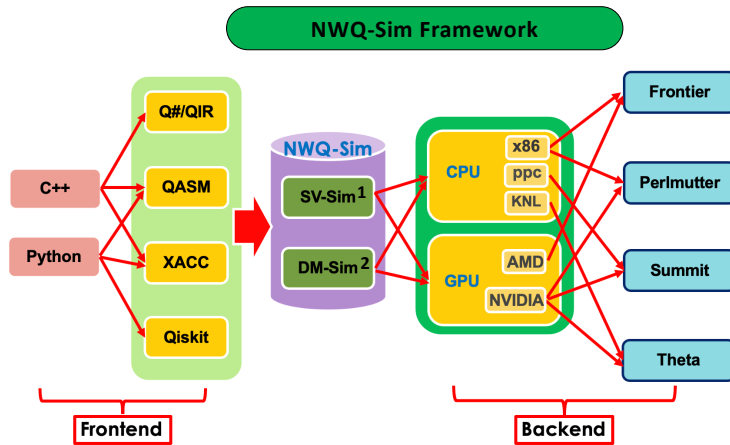 NWQ-Sim Framework
C++
Python
Q#/QIR
QASM
XACC
Qiskit
NWQ-Sim
SV-Sim1
DM-Sim2
CPU
x86
ppc
KNL
GPU
AMD
NVIDIA
Frontier
Perlmutter
Summit
Theta
Frontend
Backend